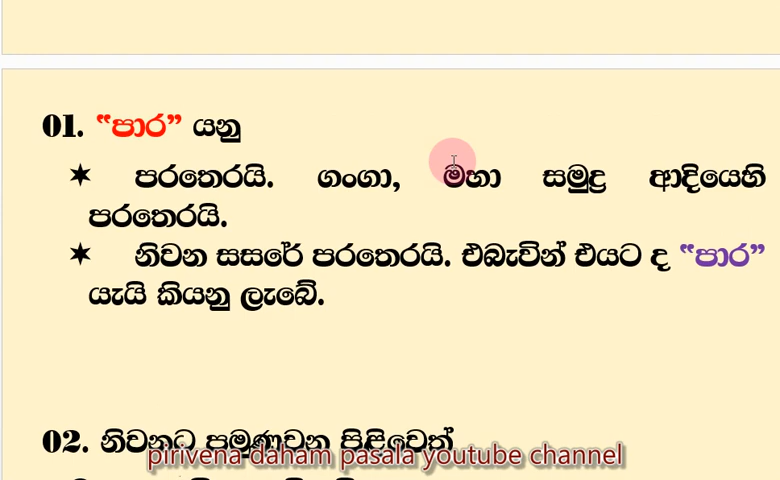 01. “පාර” යනු
✶ පරතෙරයි. ගංගා, මහා සමුද්‍ර ආදියෙහි
පරතෙරයි.
✶ නිවන සසරේ පරතෙරයි. එබැවින් එයට ද “පාර”
යැයි කියනු ලැබේ.
02. නිවනට පමුණුවන පිළිවෙත්
pirivena daham pasala youtube channel